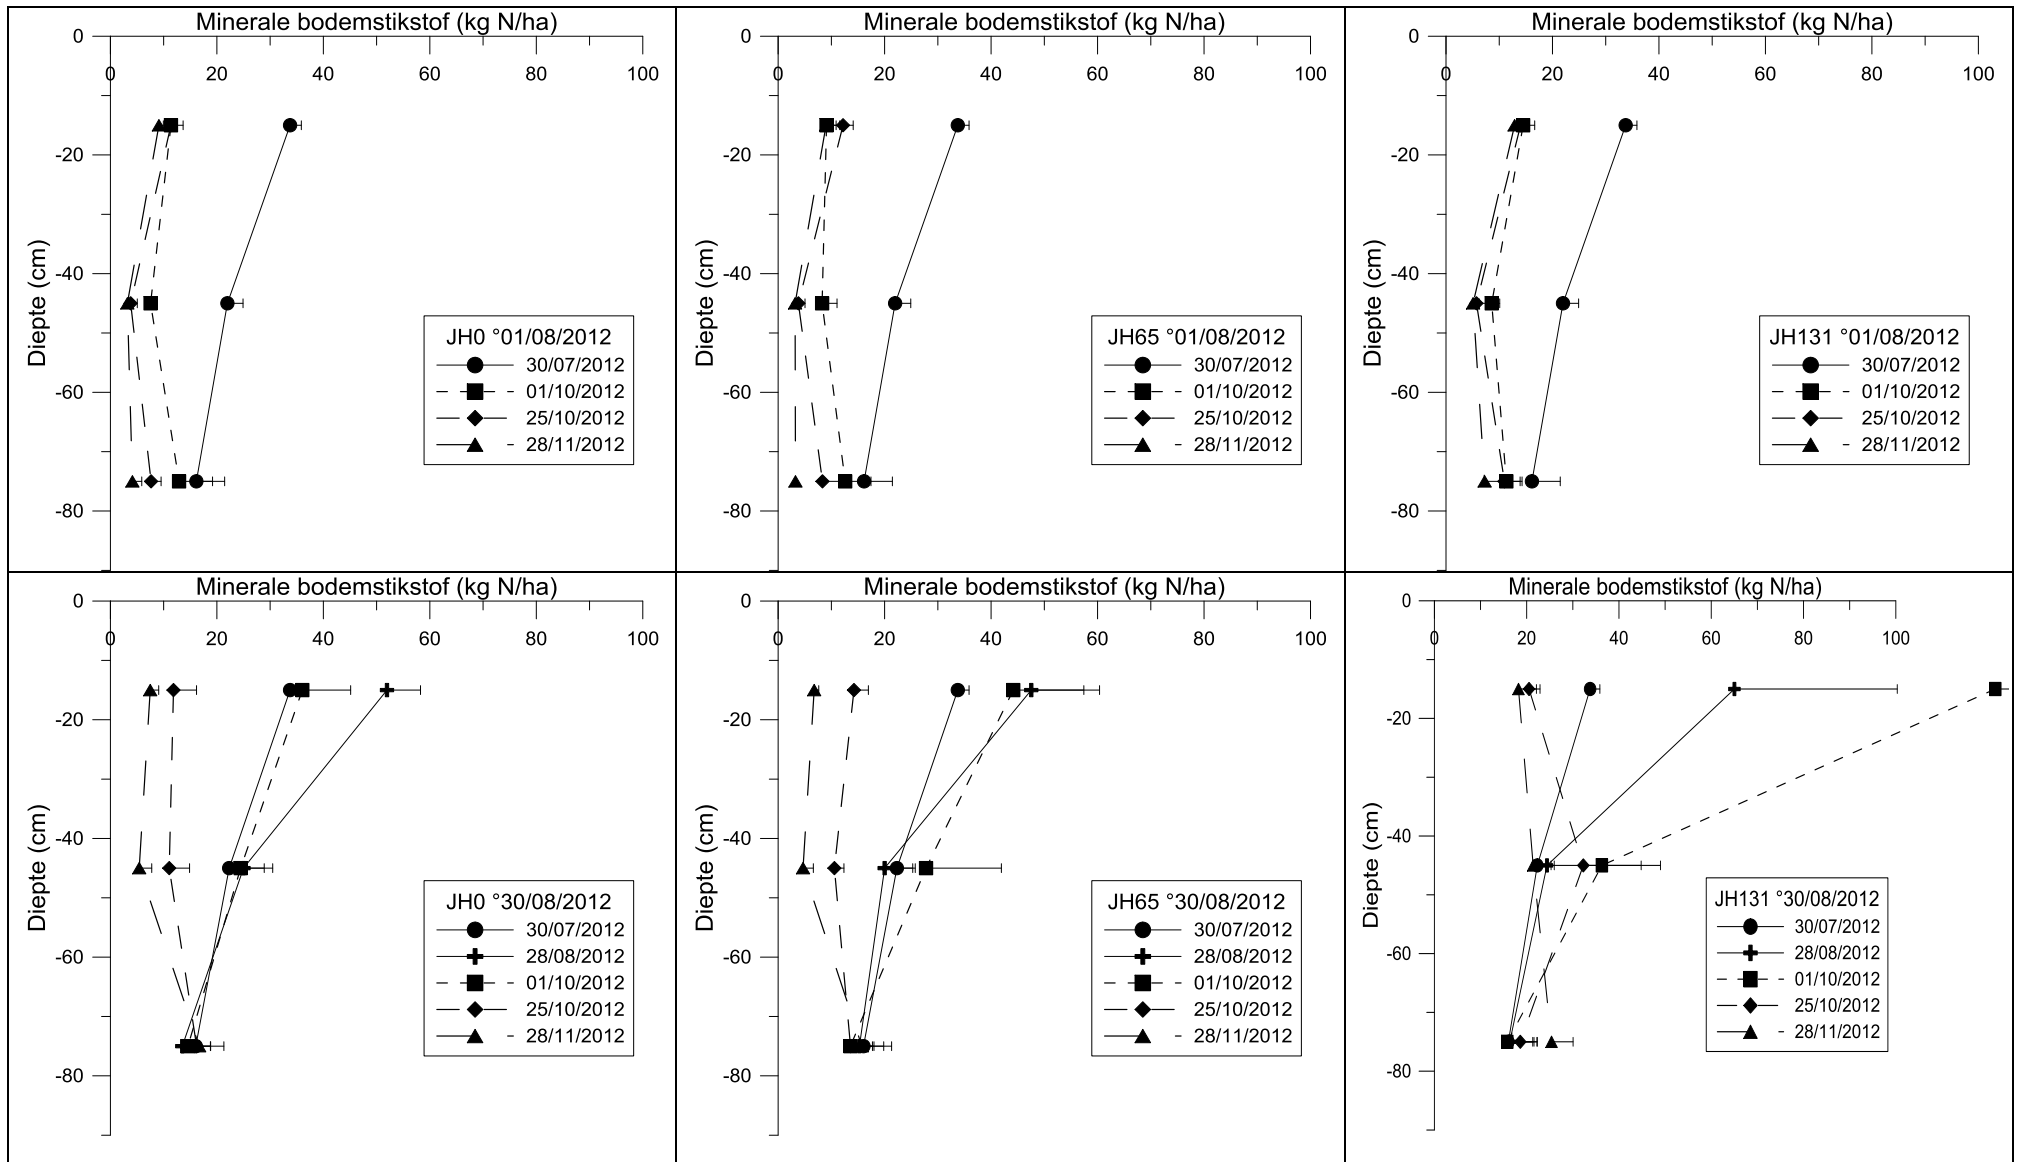 Minerale bodemstikstof (kg N/ha)
0 20 40 60 80 100
0
-20
-40
-60
-80
Diepte (cm)
JH0 °01/08/2012
30/07/2012
01/10/2012
25/10/2012
28/11/2012
Minerale bodemstikstof (kg N/ha)
0 20 40 60 80 100
0
-20
-40
-60
-80
Diepte (cm)
JH65 °01/08/2012
30/07/2012
01/10/2012
25/10/2012
28/11/2012
Minerale bodemstikstof (kg N/ha)
0 20 40 60 80 100
0
-20
-40
-60
-80
Diepte (cm)
JH131 °01/08/2012
30/07/2012
01/10/2012
25/10/2012
28/11/2012
Minerale bodemstikstof (kg N/ha)
0 20 40 60 80 100
0
-20
-40
-60
-80
Diepte (cm)
JH0 °30/08/2012
30/07/2012
28/08/2012
01/10/2012
25/10/2012
28/11/2012
Minerale bodemstikstof (kg N/ha)
0 20 40 60 80 100
0
-20
-40
-60
-80
Diepte (cm)
JH65 °30/08/2012
30/07/2012
28/08/2012
01/10/2012
25/10/2012
28/11/2012
Minerale bodemstikstof (kg N/ha)
0 20 40 60 80 100
0
-20
-40
-60
-80
Diepte (cm)
JH131 °30/08/2012
30/07/2012
28/08/2012
01/10/2012
25/10/2012
28/11/2012